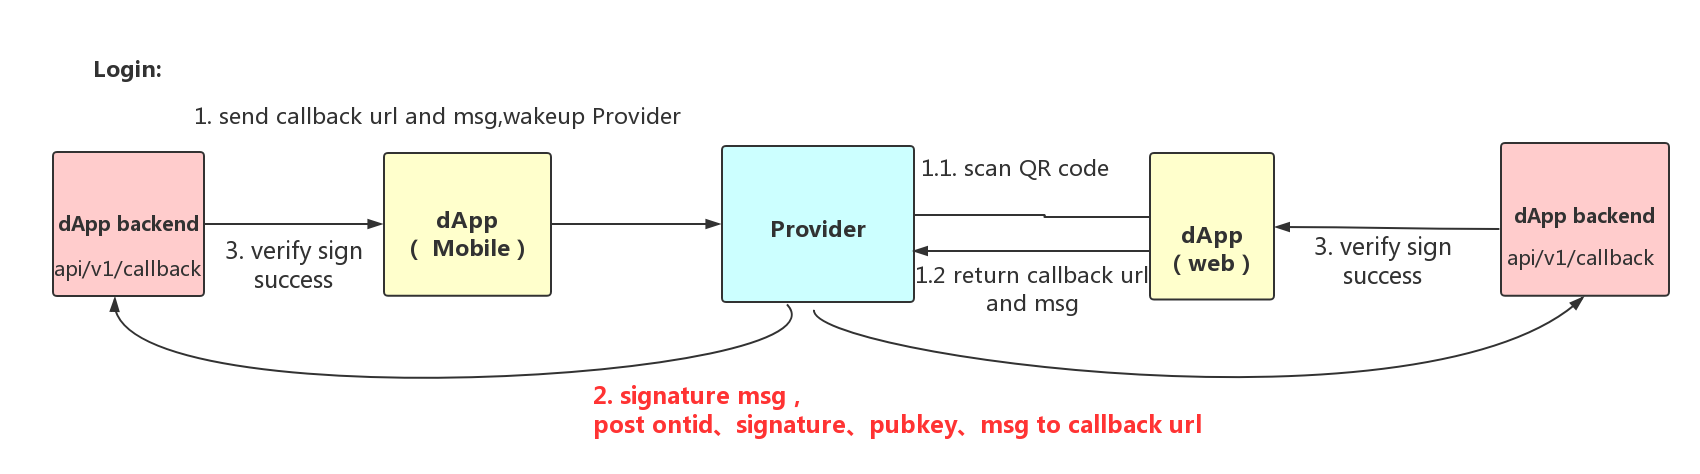 Login:
1. send callback url and msg,wakeup Provider
dApp backend
api/v1/callback
3. verify sign
success
dApp
( Mobile )
Provider
1.1. scan QR code
1.2 return callback url
and msg
dApp
( web )
3. verify sign
success
dApp backend
api/v1/callback
2. signature msg ,
post ontid、signature、pubkey、msg to callback url